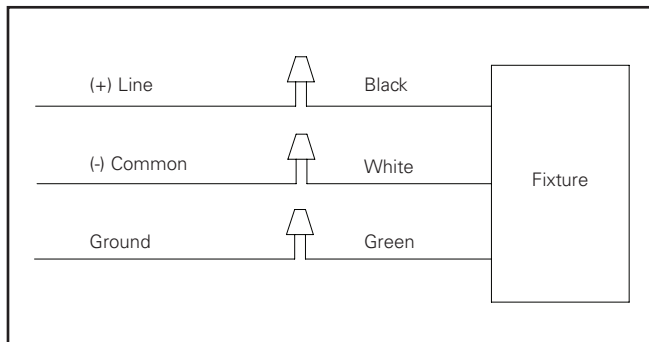 (+) Line Black
(-) Common White
Fixture
Ground Green